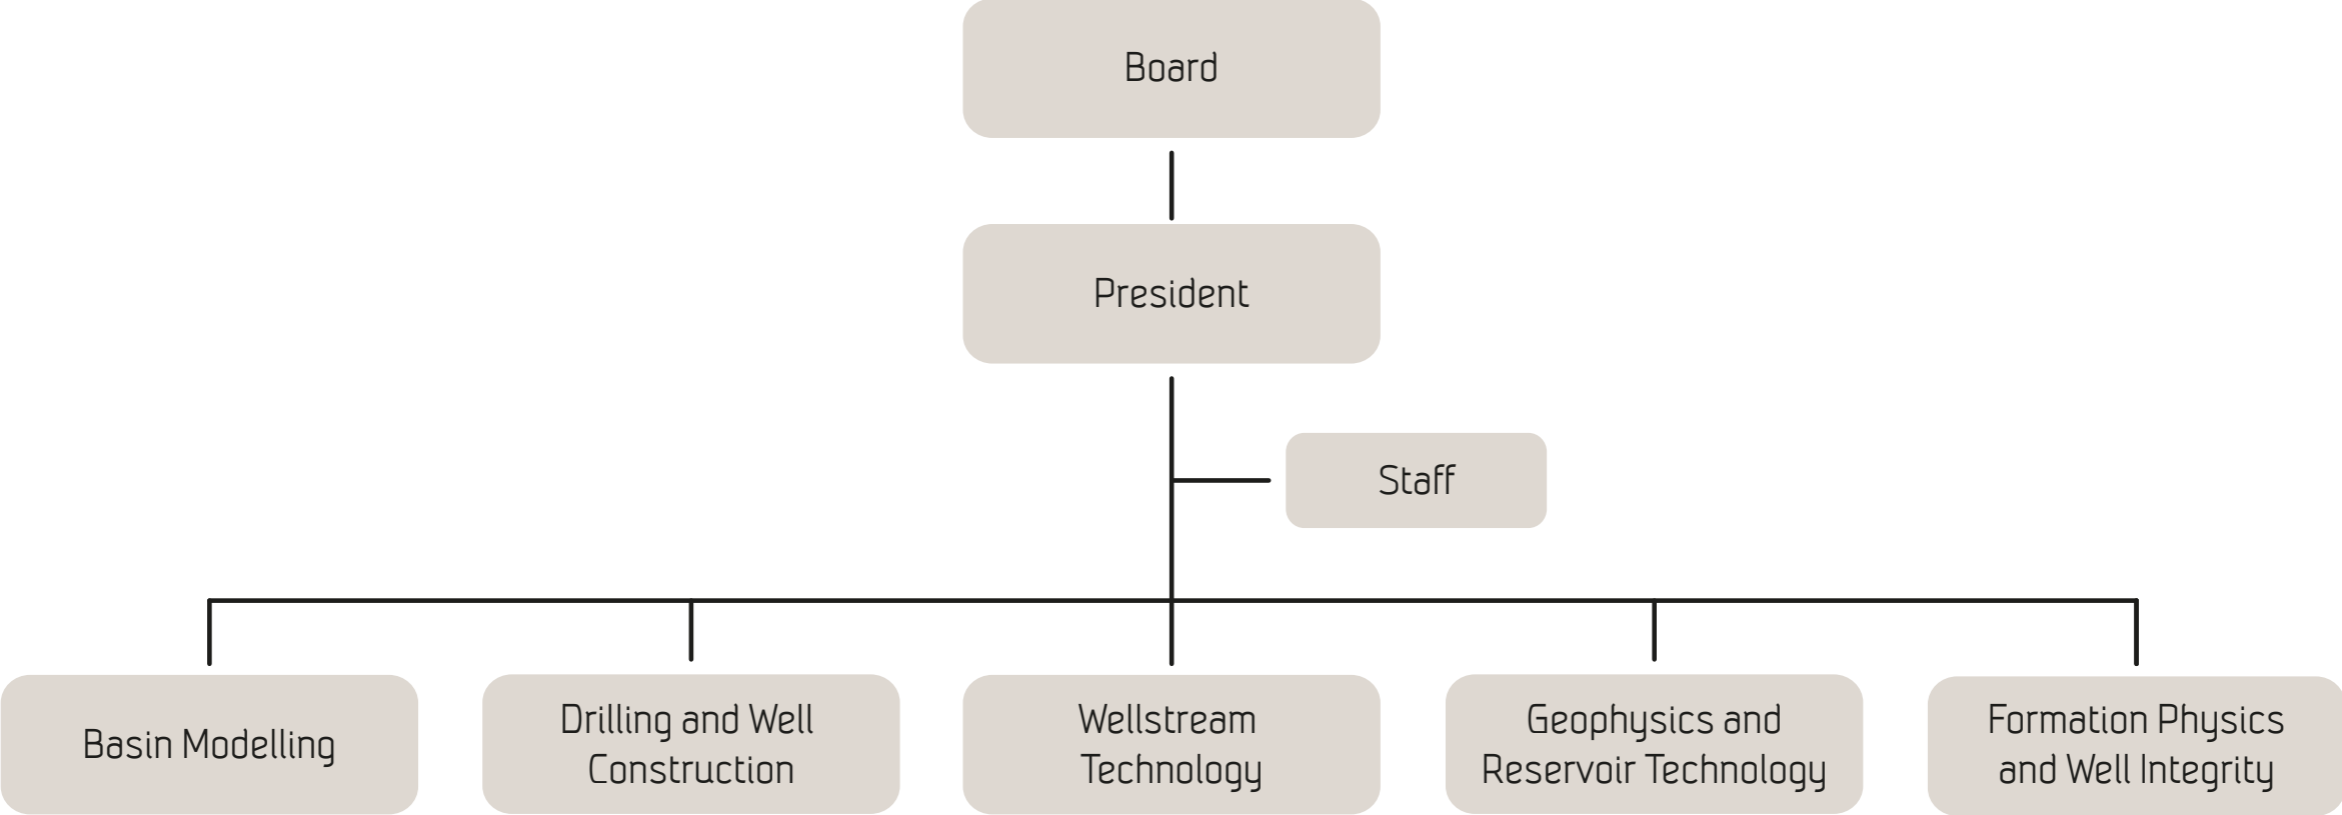 Board
President
Staff
Basin Modelling
Drilling and Well
Construction
Wellstream
Technology
Geophysics and
Reservoir Technology
Formation Physics
and Well Integrity